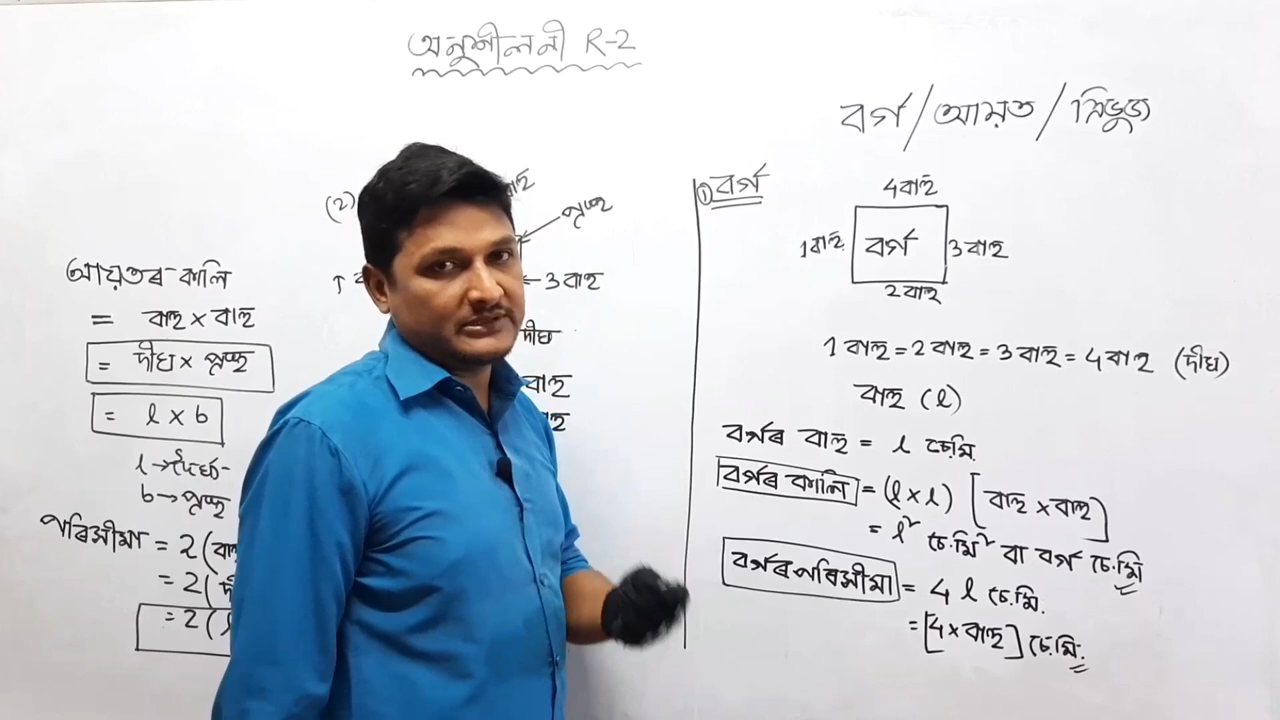 অনুশীলনী R-2
বৰ্গ / আয়ত / ত্ৰিভুজ
আয়তৰ কালি
= বাহু × বাহু
= দীঘ × প্ৰস্থ
= l × b
l → দৈৰ্ঘ্য
b → প্ৰস্থ
পৰিসীমা = 2 (
= 2 (
= 2 (
(2)
প্ৰস্থ
← 3 বাহু
দীঘ
বাহু
① বৰ্গ
4 বাহু
1 বাহু বৰ্গ 3 বাহু
2 বাহু
1 বাহু = 2 বাহু = 3 বাহু = 4 বাহু (দীঘ)
বাহু (l)
বৰ্গৰ বাহু = l চে.মি.
বৰ্গৰ কালি = (l × l) [বাহু × বাহু]
= l² চে.মি² বা বৰ্গ চে.মি
বৰ্গৰ পৰিসীমা = 4 l চে.মি.
= [4 × বাহু] চে.মি.